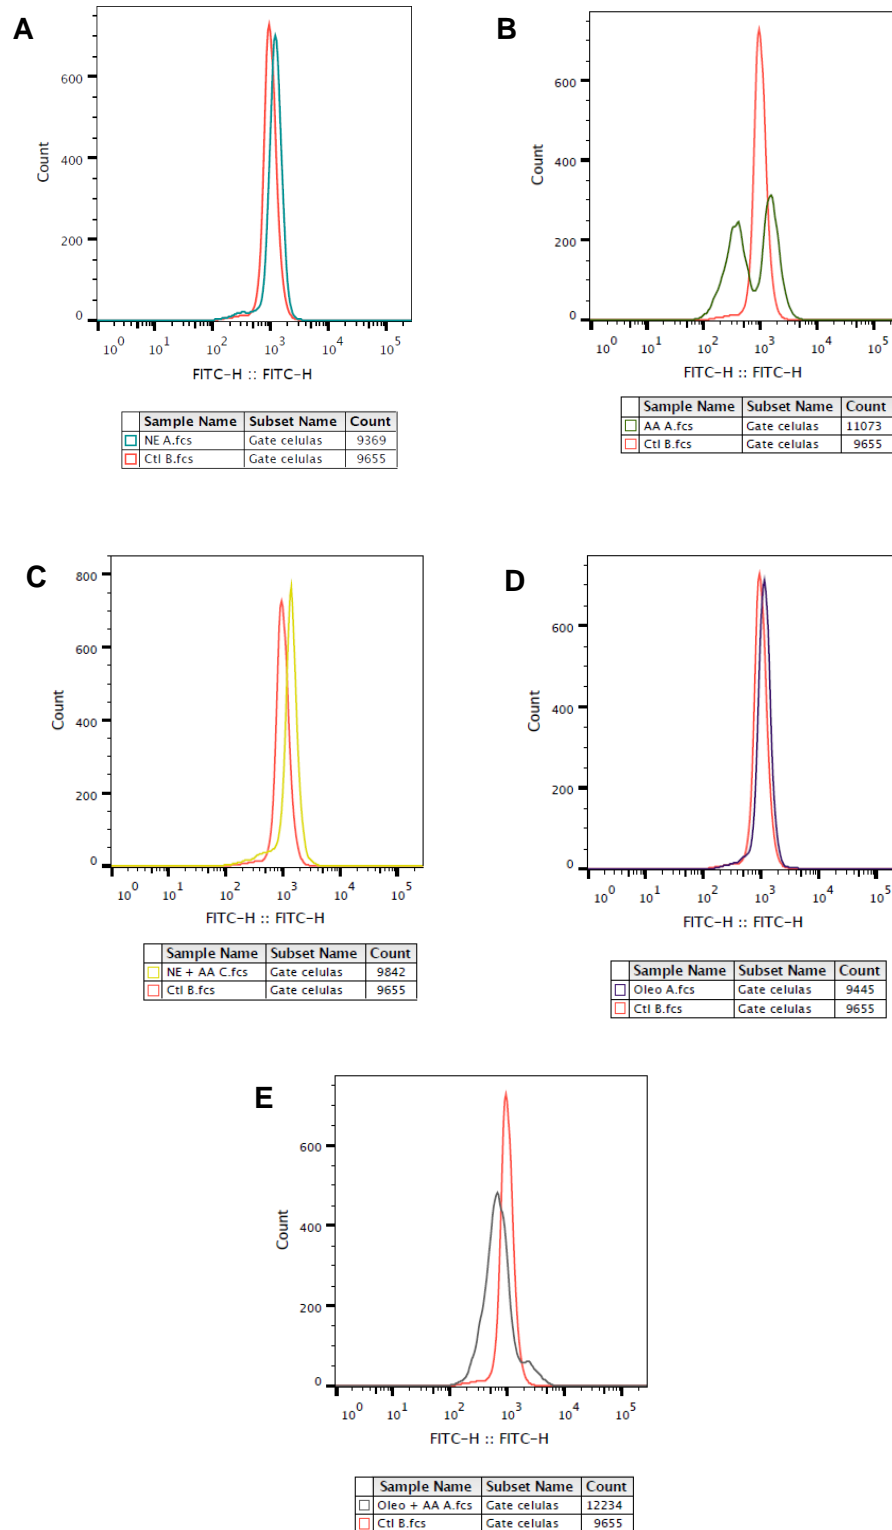 A
Count
600
400
200
0
10^0 10^1 10^2 10^3 10^4 10^5
FITC-H :: FITC-H
Sample Name Subset Name Count
NE A.fcs Gate celulas 9369
Ctl B.fcs Gate celulas 9655
B
Count
600
400
200
0
10^0 10^1 10^2 10^3 10^4 10^5
FITC-H :: FITC-H
Sample Name Subset Name Count
AA A.fcs Gate celulas 11073
Ctl B.fcs Gate celulas 9655
C
Count
800
600
400
200
0
10^0 10^1 10^2 10^3 10^4 10^5
FITC-H :: FITC-H
Sample Name Subset Name Count
NE + AA C.fcs Gate celulas 9842
Ctl B.fcs Gate celulas 9655
D
Count
600
400
200
0
10^0 10^1 10^2 10^3 10^4 10^5
FITC-H :: FITC-H
Sample Name Subset Name Count
Oleo A.fcs Gate celulas 9445
Ctl B.fcs Gate celulas 9655
E
Count
600
400
200
0
10^0 10^1 10^2 10^3 10^4 10^5
FITC-H :: FITC-H
Sample Name Subset Name Count
Oleo + AA A.fcs Gate celulas 12234
Ctl B.fcs Gate celulas 9655